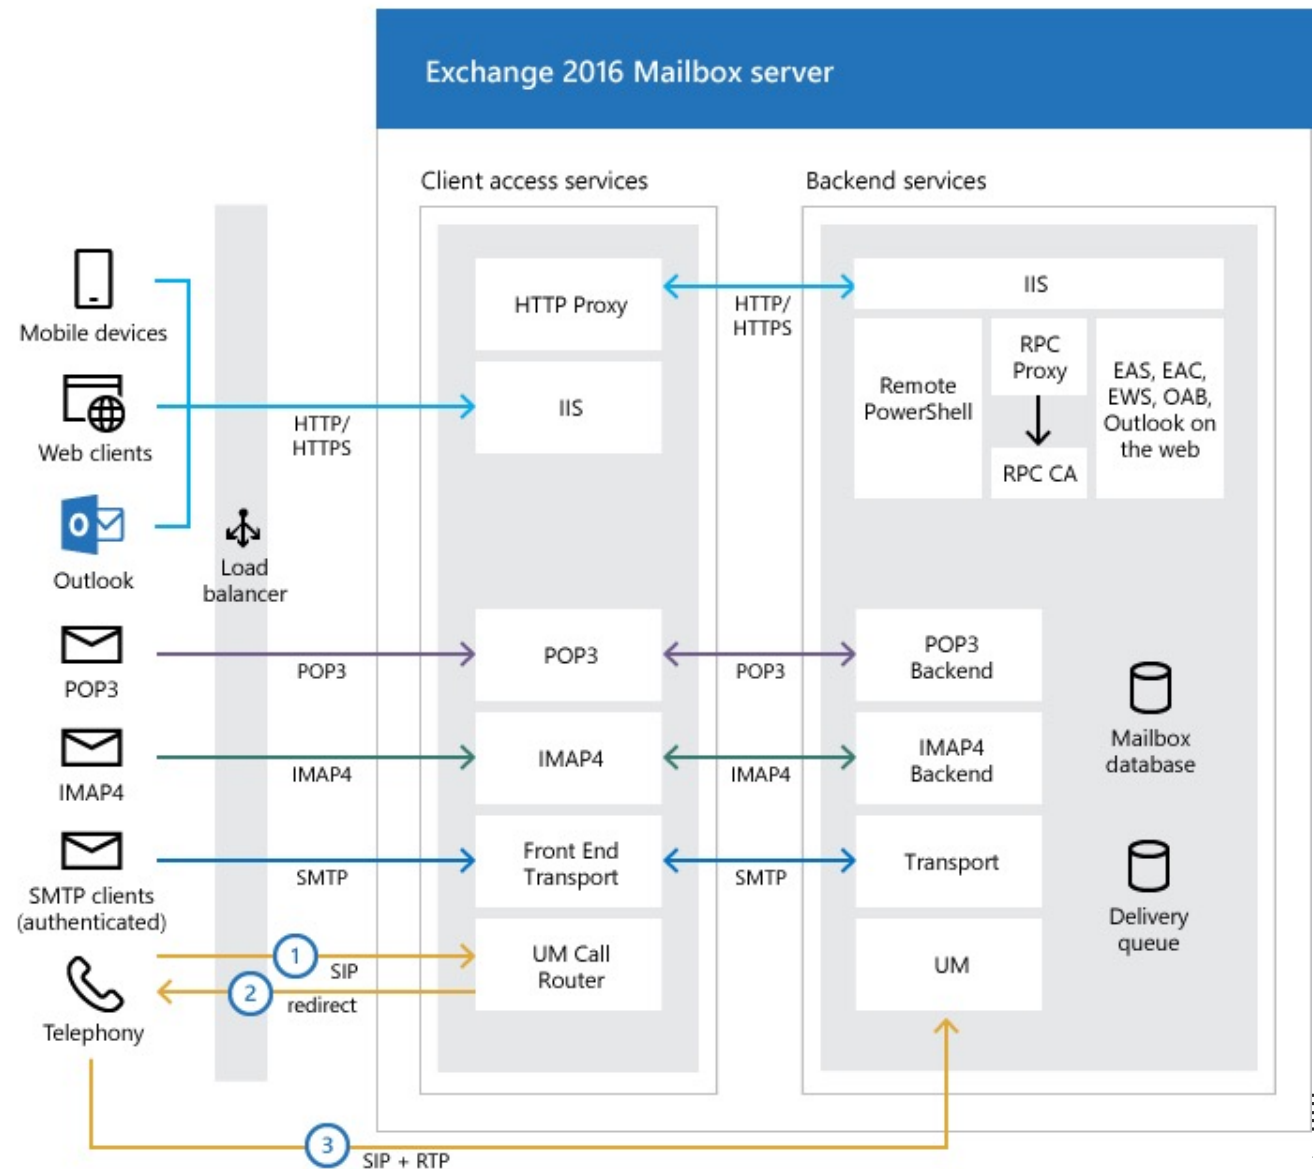 Exchange 2016 Mailbox server
Client access services
Backend services
Mobile devices
Web clients
O
Outlook
HTTP/
HTTPS
Load
balancer
HTTP Proxy
IIS
HTTP/
HTTPS
IIS
Remote
PowerShell
RPC
Proxy
RPC CA
EAS, EAC,
EWS, OAB,
Outlook on
the web
POP3
POP3
POP3
POP3
POP3
Backend
IMAP4
IMAP4
IMAP4
IMAP4
IMAP4
Backend
Mailbox
database
SMTP clients
(authenticated)
SMTP
Front End
Transport
SMTP
Transport
Delivery
queue
Telephony
1
SIP
2
redirect
UM Call
Router
UM
3
SIP + RTP